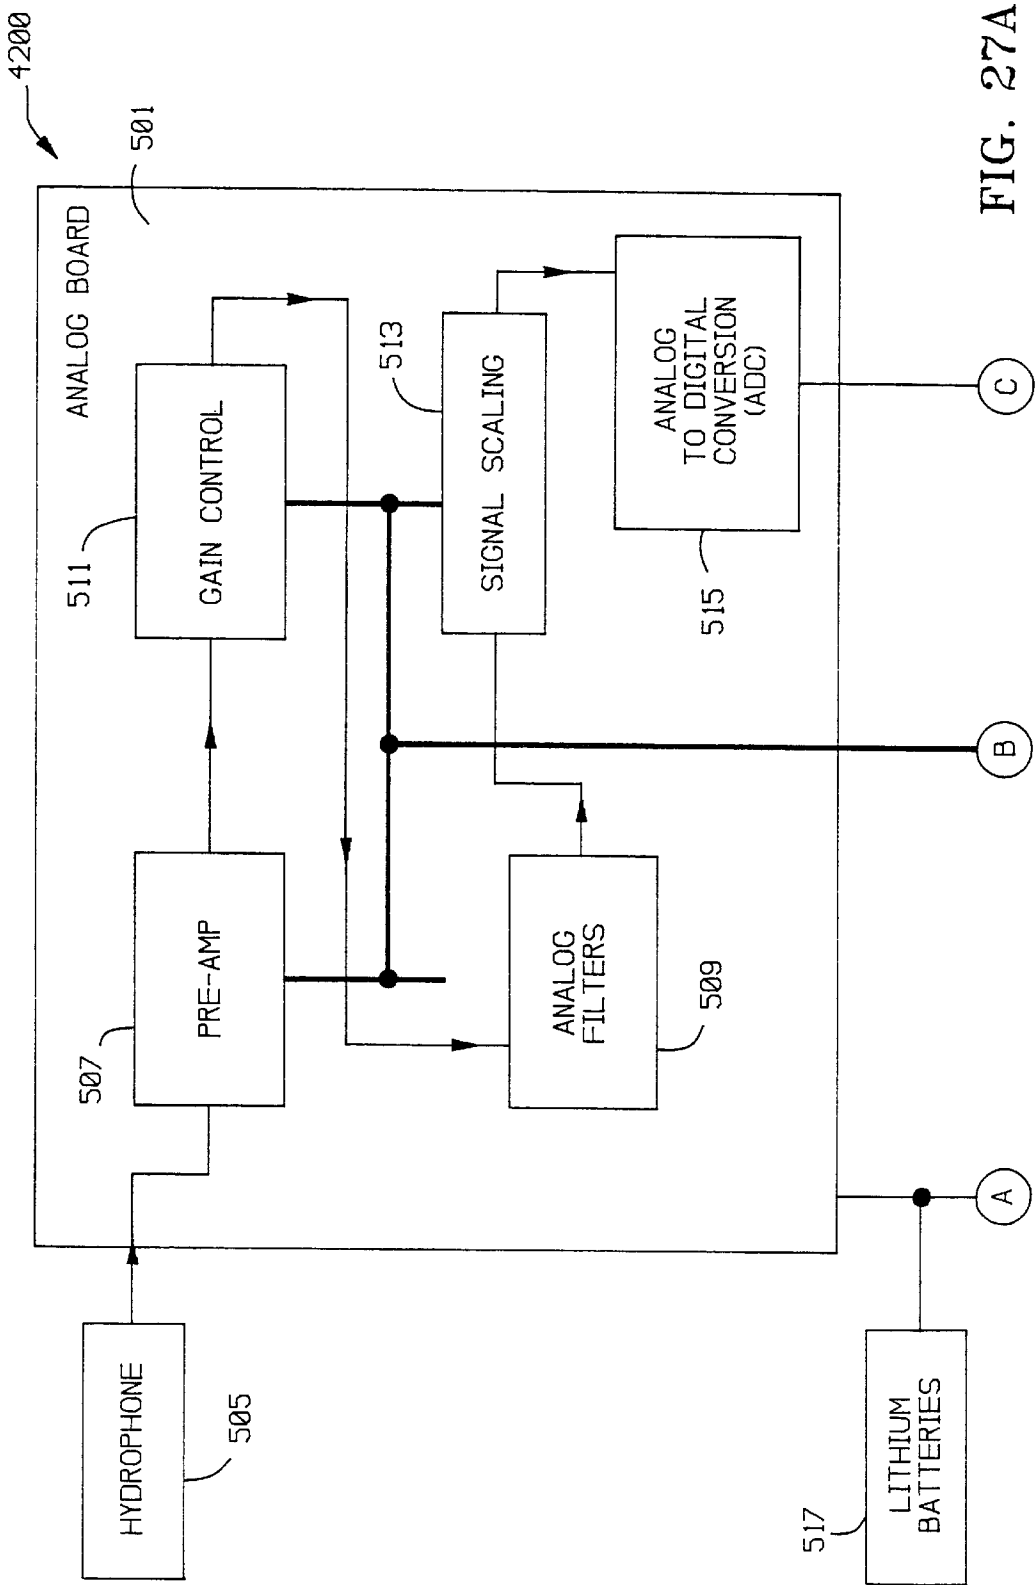 4200
ANALOG BOARD
501
HYDROPHONE
505
507
PRE-AMP
511
GAIN CONTROL
513
SIGNAL SCALING
ANALOG
FILTERS
509
ANALOG
TO DIGITAL
CONVERSION
(ADC)
515
517
LITHIUM
BATTERIES
A
B
C
FIG. 27A